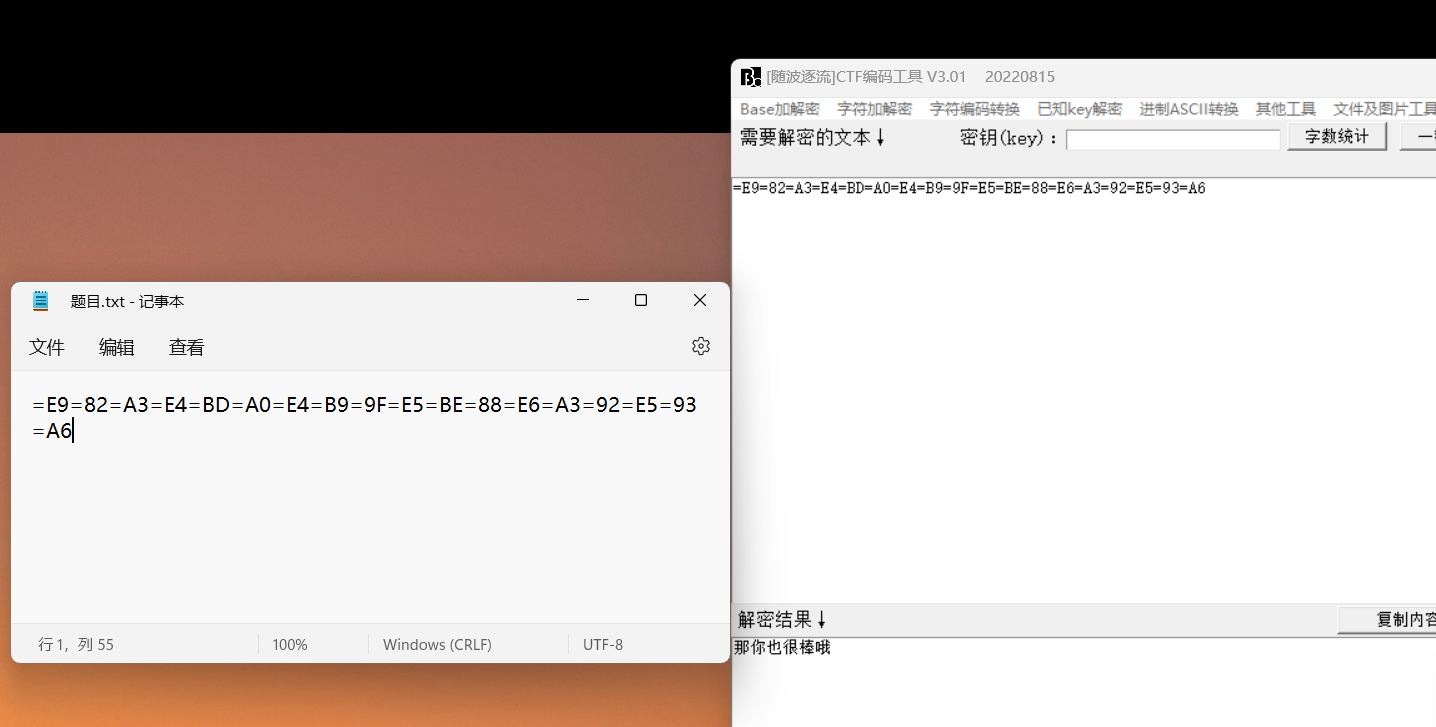 [随波逐流]CTF编码工具 V3.01 20220815
Base加解密 字符加解密 字符编码转换 已知key解密 进制ASCII转换 其他工具 文件及图片工具
需要解密的文本↓ 密钥(key)： 字数统计 一
=E9=82=A3=E4=BD=A0=E4=B9=9F=E5=BE=88=E6=A3=92=E5=93=A6
题目.txt - 记事本
文件 编辑 查看
=E9=82=A3=E4=BD=A0=E4=B9=9F=E5=BE=88=E6=A3=92=E5=93
=A6
行 1，列 55 100% Windows (CRLF) UTF-8
解密结果↓ 复制内容
那你也很棒哦